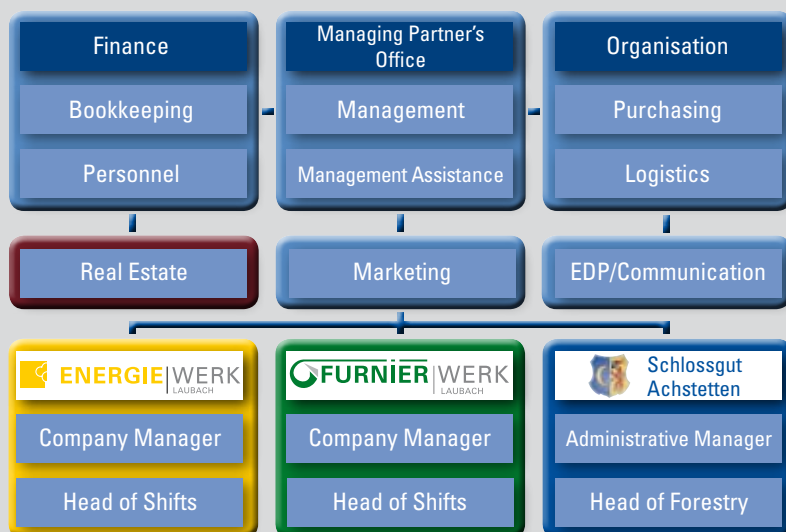 Finance
Bookkeeping
Personnel
Managing Partner's
Office
Management
Management Assistance
Organisation
Purchasing
Logistics
Real Estate
Marketing
EDP/Communication
ENERGIE|WERK
LAUBACH
Company Manager
Head of Shifts
FURNIER|WERK
LAUBACH
Company Manager
Head of Shifts
Schlossgut
Achstetten
Administrative Manager
Head of Forestry